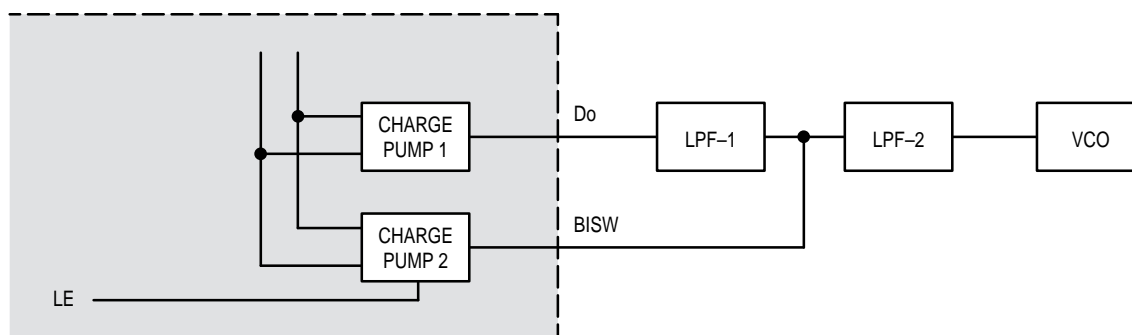 CHARGE
PUMP 1
Do
LPF–1
LPF–2
VCO
CHARGE
PUMP 2
BISW
LE